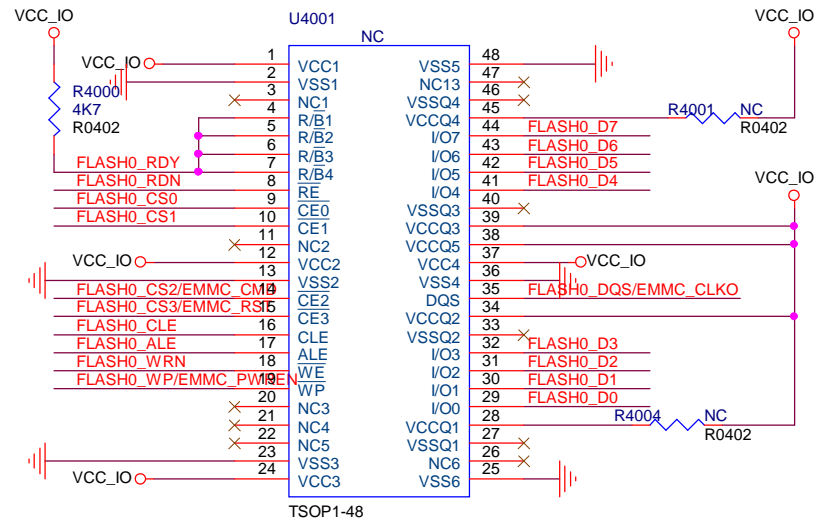 VCC_IO
U4001
VCC_IO
NC
VCC_IO
R4000
4K7
R0402
1 VCC1
2 VSS1
3 NC1
4 R/B1
5 R/B2
6 R/B3
7 R/B4
8 RE
9 CE0
10 CE1
11 NC2
12 VCC2
13 VSS2
14 CE2
15 CE3
16 CLE
17 ALE
18 WE
19 WP
20 NC3
21 NC4
22 NC5
23 VSS3
24 VCC3
FLASH0_RDY
FLASH0_RDN
FLASH0_CS0
FLASH0_CS1
VCC_IO
FLASH0_CS2/EMMC_CMD
FLASH0_CS3/EMMC_RST
FLASH0_CLE
FLASH0_ALE
FLASH0_WRN
FLASH0_WP/EMMC_PWREN
VCC_IO
VSS5 48
NC13 47
VSSQ4 46
VCCQ4 45
I/O7 44
I/O6 43
I/O5 42
I/O4 41
VSSQ3 40
VCCQ3 39
VCCQ5 38
VCC4 37
VSS4 36
DQS 35
VCCQ2 34
VSSQ2 33
I/O3 32
I/O2 31
I/O1 30
I/O0 29
VCCQ1 28
VSSQ1 27
NC6 26
VSS6 25
R4001 NC
R0402
FLASH0_D7
FLASH0_D6
FLASH0_D5
FLASH0_D4
VCC_IO
VCC_IO
FLASH0_DQS/EMMC_CLKO
FLASH0_D3
FLASH0_D2
FLASH0_D1
FLASH0_D0
R4004 NC
R0402
TSOP1-48